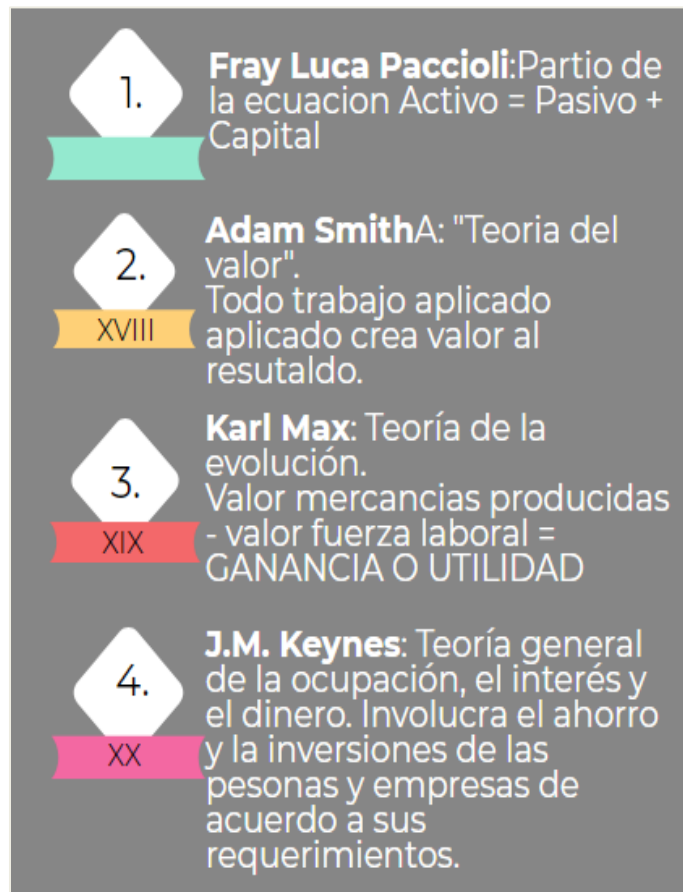 1.
Fray Luca Paccioli:Partio de
la ecuacion Activo = Pasivo +
Capital
2.
XVIII
Adam SmithA: "Teoria del
valor".
Todo trabajo aplicado
aplicado crea valor al
resutaldo.
3.
XIX
Karl Max: Teoría de la
evolución.
Valor mercancias producidas
- valor fuerza laboral =
GANANCIA O UTILIDAD
4.
XX
J.M. Keynes: Teoría general
de la ocupación, el interés y
el dinero. Involucra el ahorro
y la inversiones de las
pesonas y empresas de
acuerdo a sus
requerimientos.